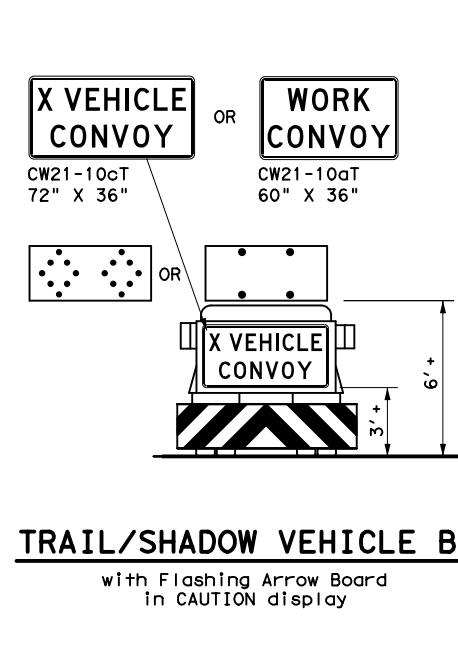 X VEHICLE
CONVOY
OR
WORK
CONVOY
CW21-10cT
72" X 36"
CW21-10aT
60" X 36"
OR
X VEHICLE
CONVOY
6'+
3'+
TRAIL/SHADOW VEHICLE B
with Flashing Arrow Board
in CAUTION display